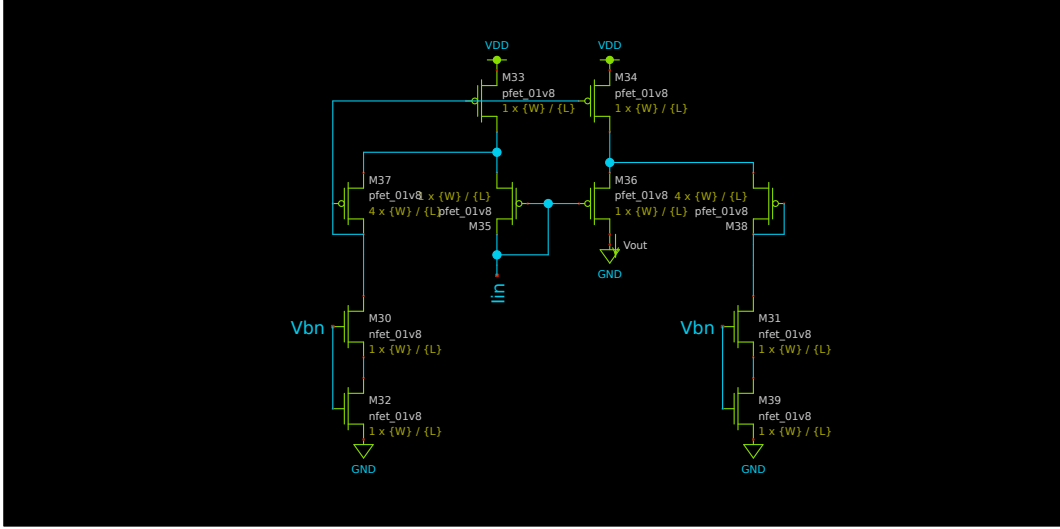 VDD
VDD
M33
pfet_01v8
1 x {W} / {L}
M34
pfet_01v8
1 x {W} / {L}
M37
pfet_01v8
4 x {W} / {L}
1 x {W} / {L}
pfet_01v8
M35
M36
pfet_01v8
1 x {W} / {L}
4 x {W} / {L}
pfet_01v8
M38
Vout
GND
Iin
Vbn
M30
nfet_01v8
1 x {W} / {L}
Vbn
M31
nfet_01v8
1 x {W} / {L}
M32
nfet_01v8
1 x {W} / {L}
GND
M39
nfet_01v8
1 x {W} / {L}
GND